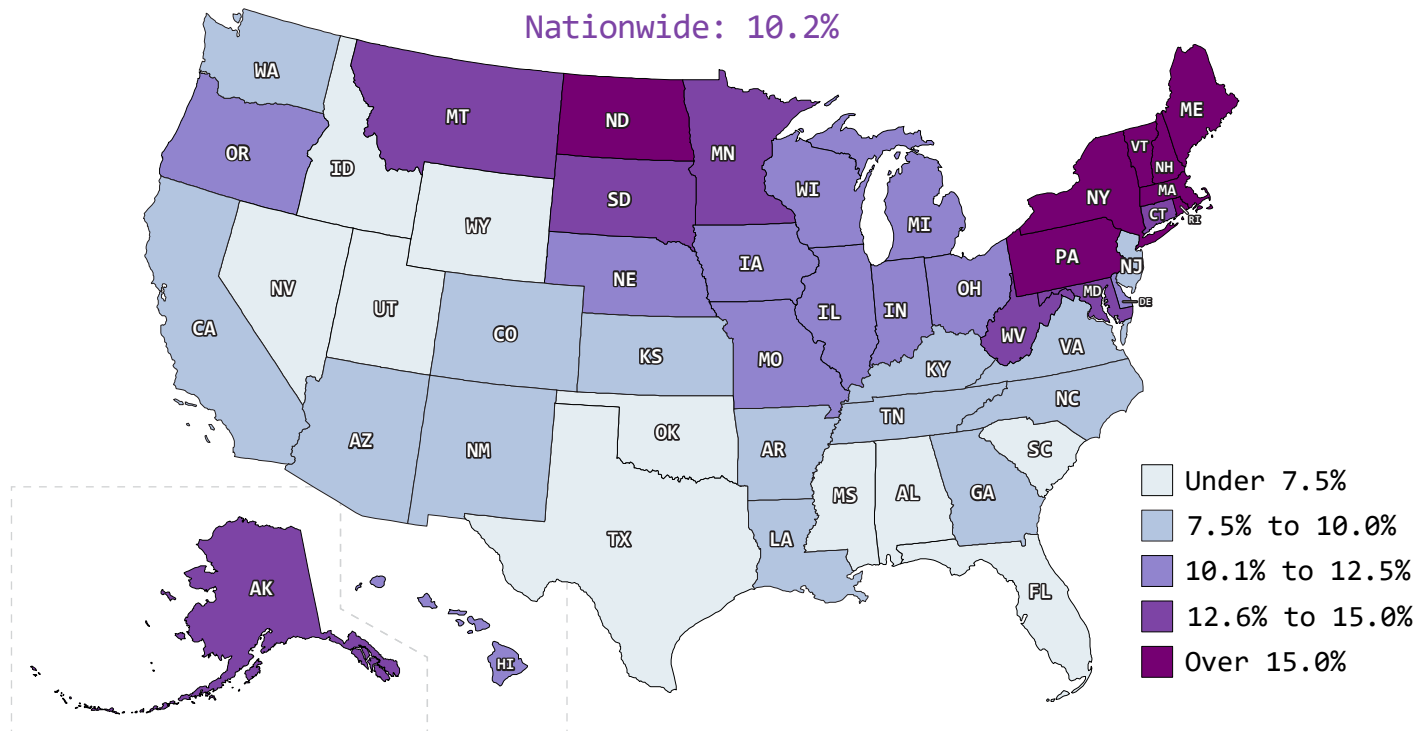 Nationwide: 10.2%
WA
MT
ND
MN
ME
VT
NH
OR
ID
SD
WI
MI
NY
MA
CT
RI
WY
NE
IA
PA
NJ
NV
UT
CO
KS
IL
IN
OH
MD
DE
CA
MO
WV
VA
KY
NC
TN
AZ
NM
OK
AR
SC
MS
AL
GA
TX
LA
FL
AK
HI
Under 7.5%
7.5% to 10.0%
10.1% to 12.5%
12.6% to 15.0%
Over 15.0%